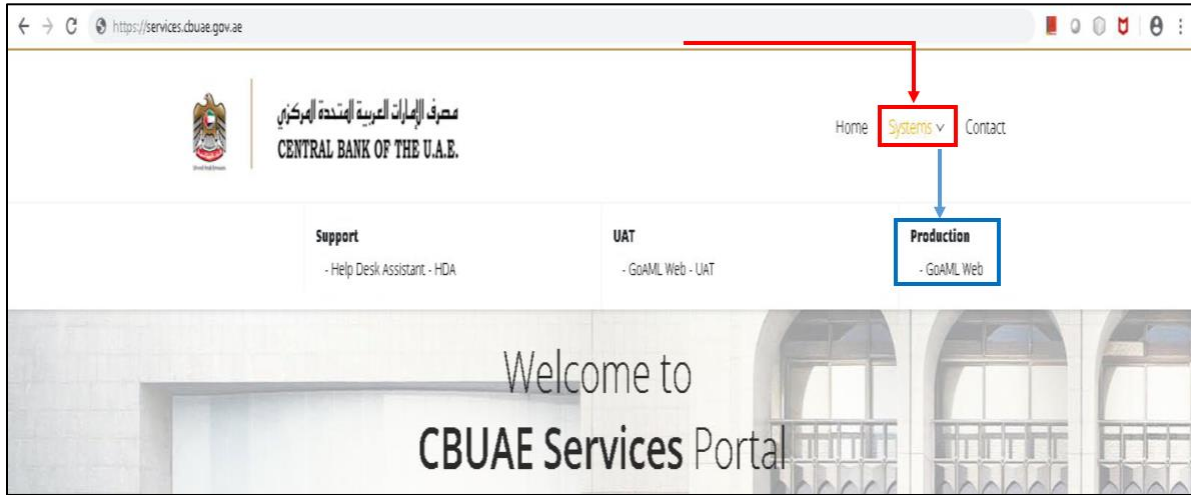 https://services.cbuae.gov.ae
مصرف الإمارات العربية المتحدة المركزي
CENTRAL BANK OF THE U.A.E.
Home Systems Contact
Support
- Help Desk Assistant - HDA
UAT
- GoAML Web - UAT
Production
- GoAML Web
Welcome to
CBUAE Services Portal